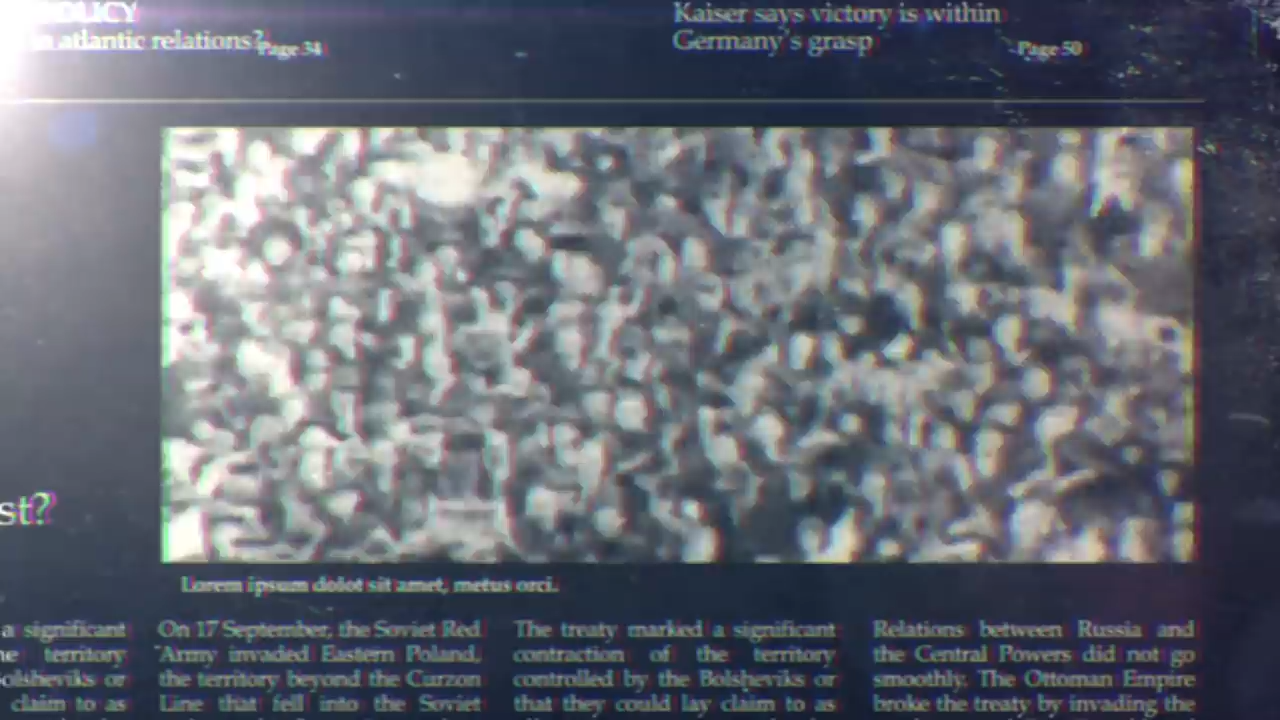 POLICY
atlantic relations?
Page 34
Kaiser says victory is within
Germany's grasp
Page 50
st?
Lorem ipsum dolot sit amet, metus orci.
a significant
territory
Bolsheviks or
claim to as
On 17 September, the Soviet Red
Army invaded Eastern Poland,
the territory beyond the Curzon
Line that fell into the Soviet
The treaty marked a significant
contraction of the territory
controlled by the Bolsheviks or
that they could lay claim to as
Relations between Russia and
the Central Powers did not go
smoothly. The Ottoman Empire
broke the treaty by invading the